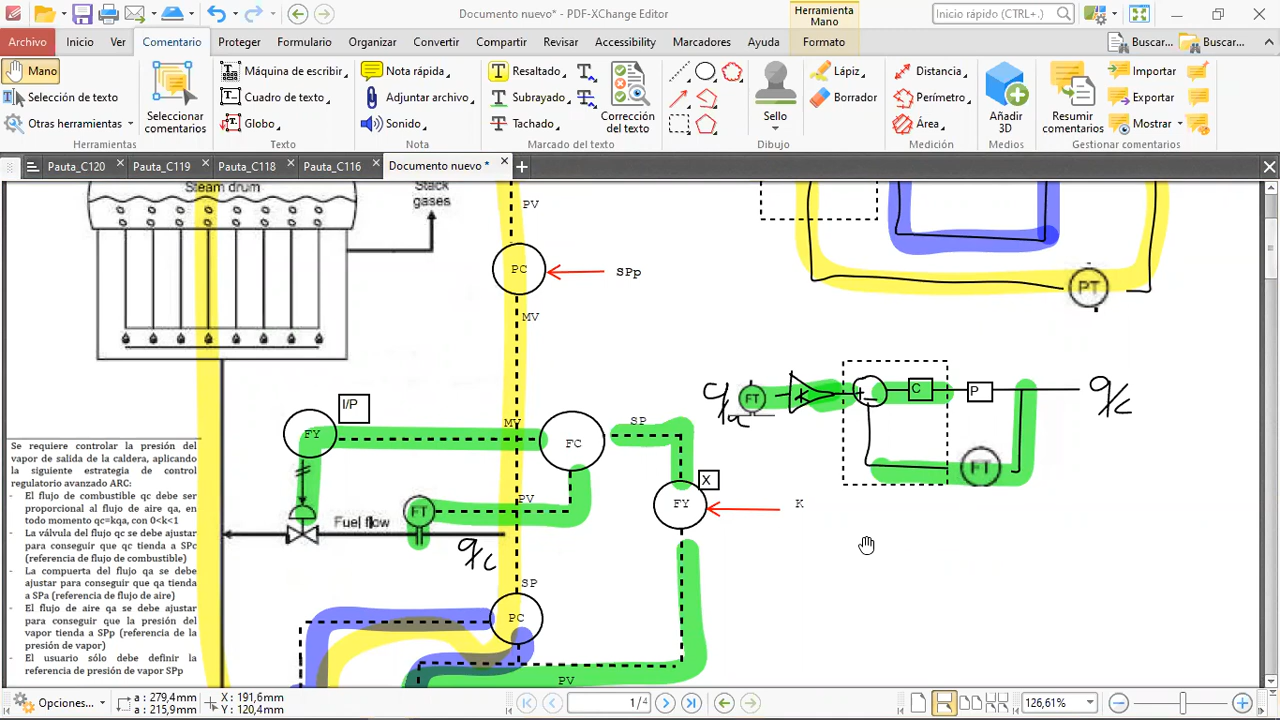 Documento nuevo * - PDF-XChange Editor
Herramienta
Mano
Inicio rápido (CTRL+.)
Archivo
Inicio
Ver
Comentario
Proteger
Formulario
Organizar
Convertir
Compartir
Revisar
Accessibility
Marcadores
Ayuda
Formato
Buscar...
Buscar...
Mano
Selección de texto
Otras herramientas
Herramientas
Seleccionar
comentarios
Máquina de escribir
Cuadro de texto
Globo
Texto
Nota rápida
Adjuntar archivo
Sonido
Nota
Resaltado
Subrayado
Tachado
Corrección
del texto
Marcado del texto
Lápiz
Borrador
Dibujo
Sello
Distancia
Perímetro
Área
Medición
Añadir
3D
Medios
Resumir
comentarios
Importar
Exportar
Mostrar
Gestionar comentarios
Pauta_C120
Pauta_C119
Pauta_C118
Pauta_C116
Documento nuevo *
Steam drum
Stack
gases
PV
PC
SPp
MV
PT
I/P
FY
MV
FC
SP
X
FY
K
PV
FT
Fuel flow
qc
SP
PC
PV
qa
FT
K
+
−
C
P
qc
FT
Se requiere controlar la presión del
vapor de salida de la caldera, aplicando
la siguiente estrategia de control
regulatorio avanzado ARC:
- El flujo de combustible qc debe ser
proporcional al flujo de aire qa, en
todo momento qc=kqa, con 0<k<1
- La válvula del flujo qc se debe ajustar
para conseguir que qc tienda a SPc
(referencia de flujo de combustible)
- La compuerta del flujo qa se debe
ajustar para conseguir que qa tienda
a SPa (referencia de flujo de aire)
- El flujo de aire qa se debe ajustar
para conseguir que la presión del
vapor tienda a SPp (referencia de la
presión de vapor)
- El usuario sólo debe definir la
referencia de presión de vapor SPp
Opciones...
a : 279,4mm
a : 215,9mm
X : 191,6mm
Y : 120,4mm
1/4
126,61%